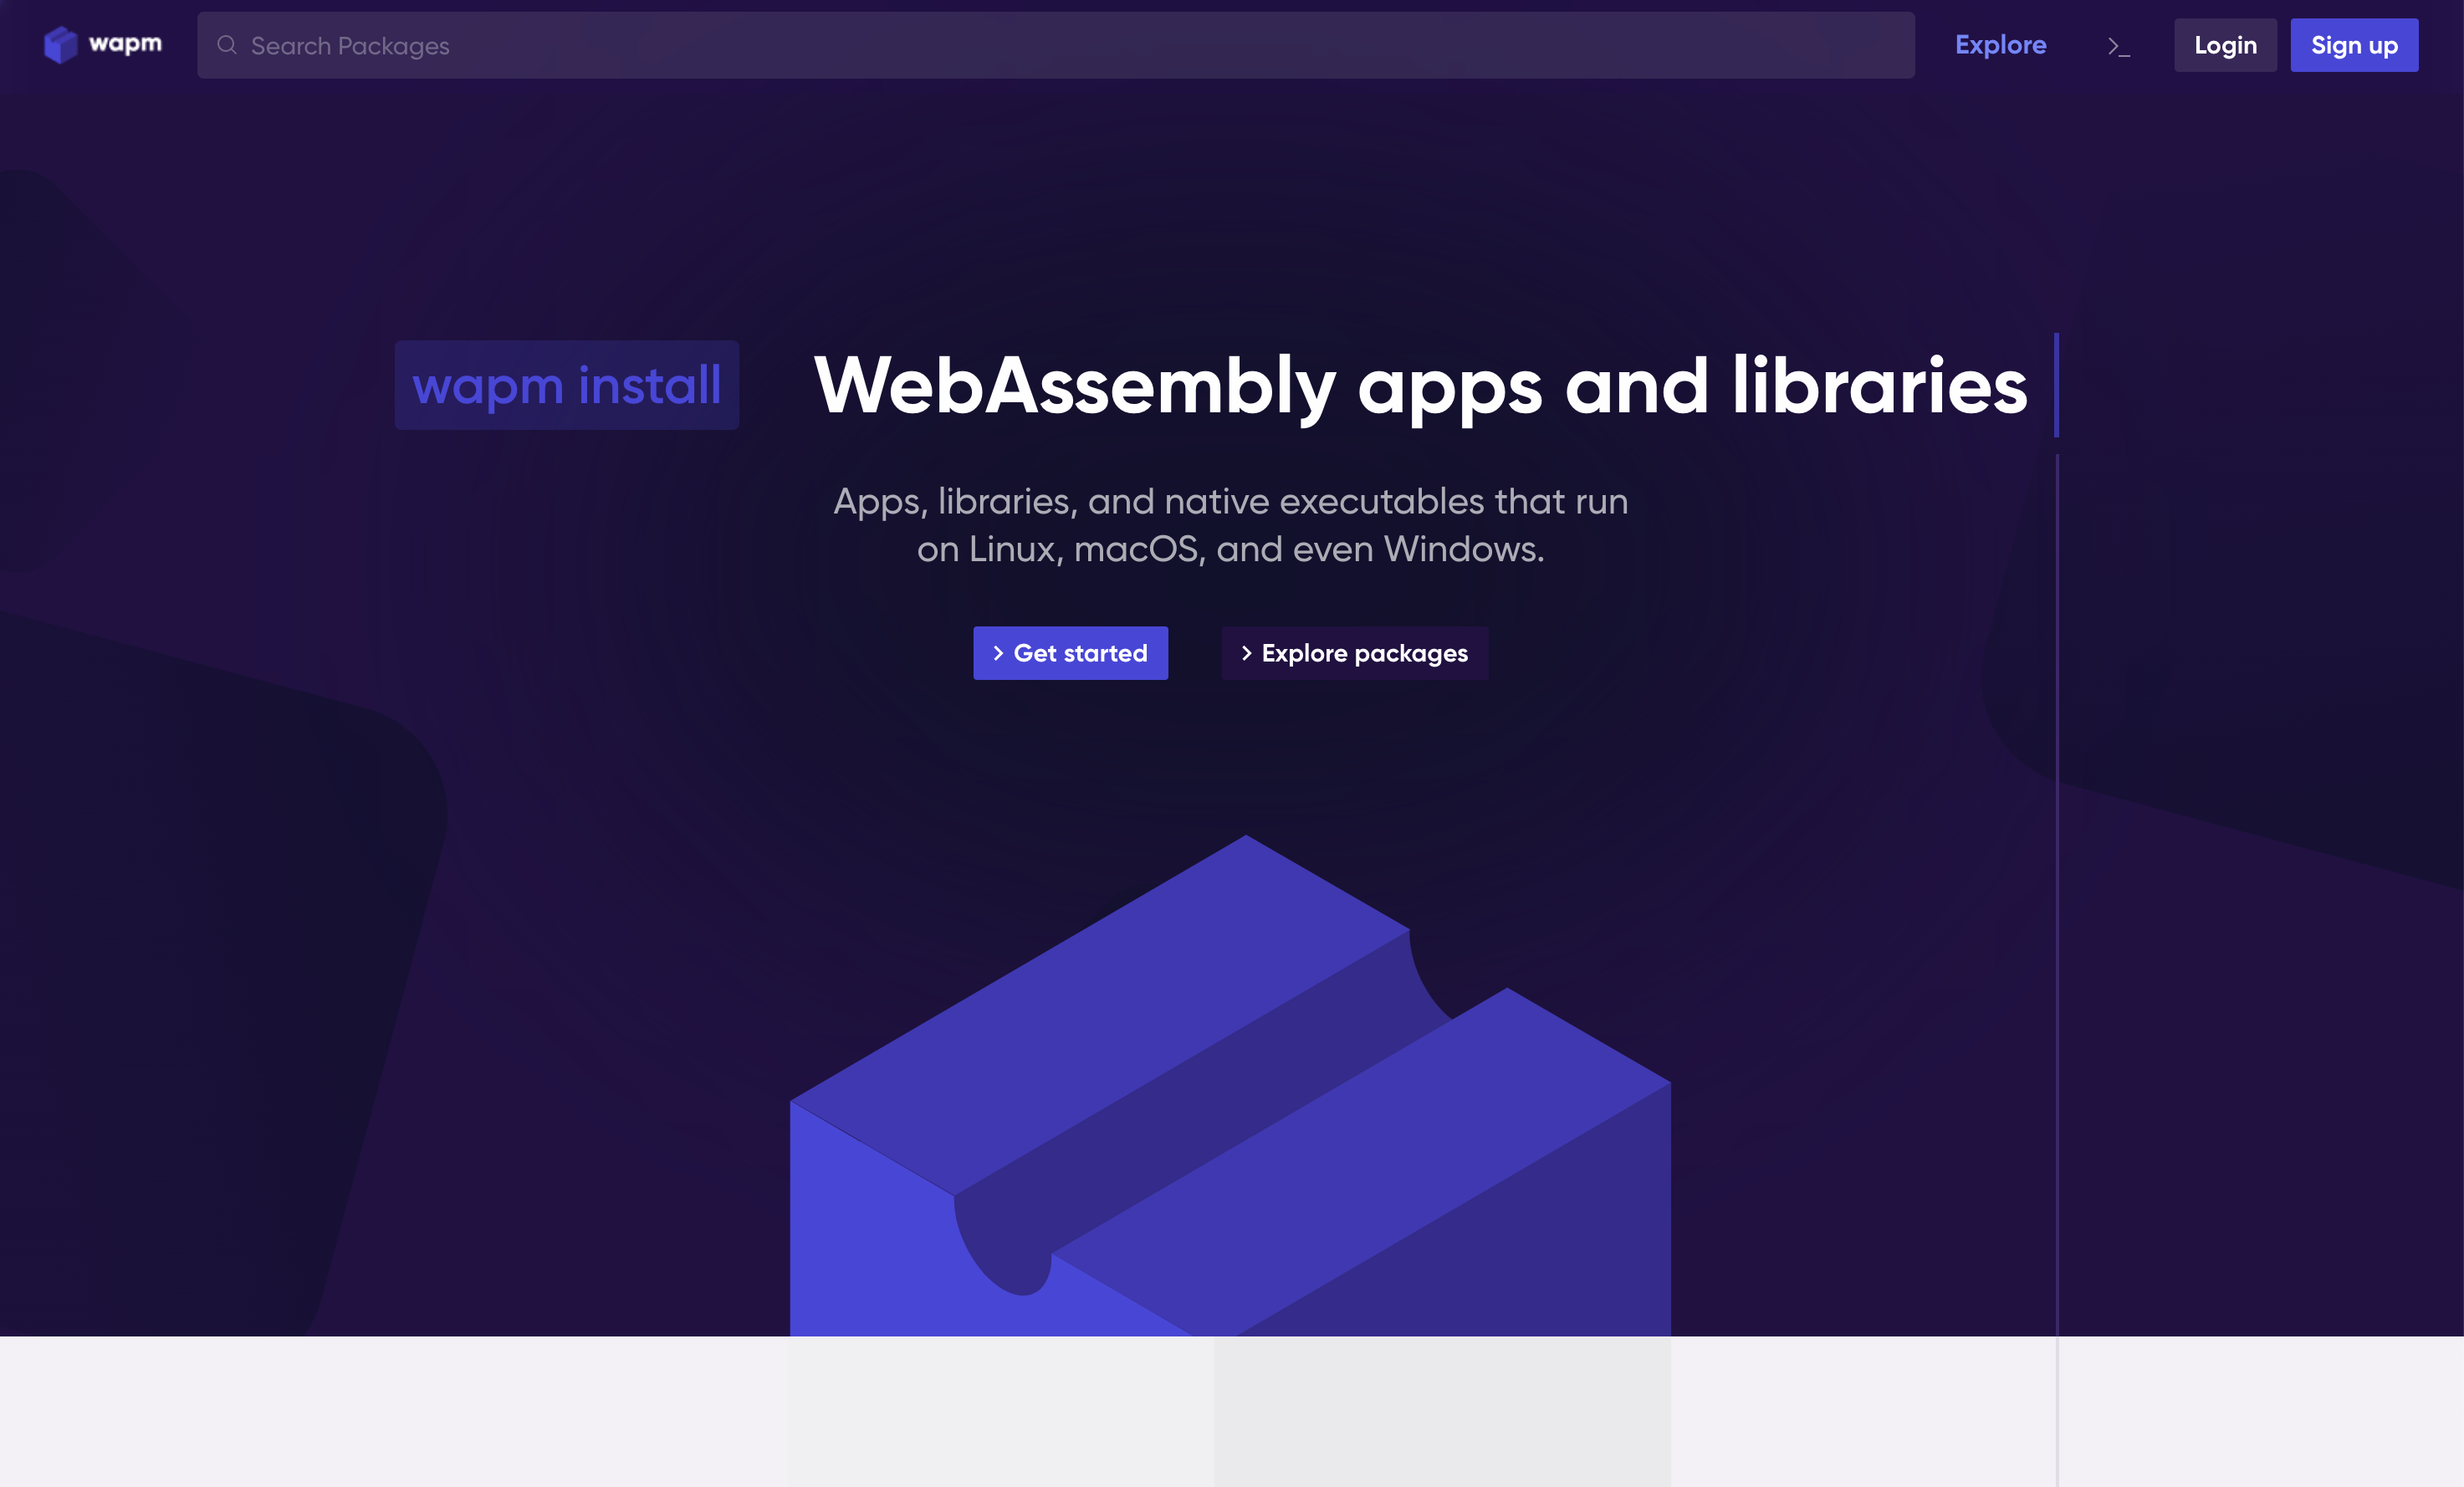 wapm
Search Packages
Explore
>_
Login
Sign up
wapm install
WebAssembly apps and libraries
Apps, libraries, and native executables that run
on Linux, macOS, and even Windows.
> Get started
> Explore packages